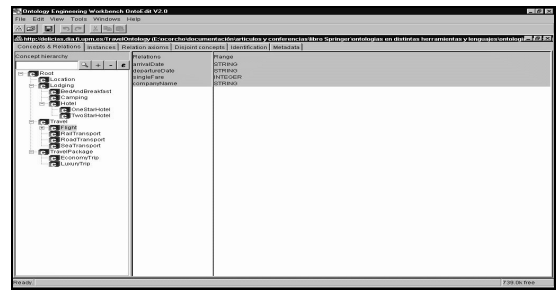 Ontology Engineering Workbench OntoEdit V2.0
File Edit View Tools Windows Help
http://delicias.dia.fi.upm.es/TravelOntology (E:\ocorcho\documentación\articulos y conferencias\libro Springer\ontologias en distintas herramientas y lenguajes\ontologi
Concepts & Relations Instances Relation axioms Disjoint concepts Identification Metadata
Concept hierarchy
Relations Range
arrivalDate STRING
departureDate STRING
singleFare INTEGER
companyName STRING
Root
Location
Lodging
BedAndBreakfast
Camping
Hotel
OneStarHotel
TwoStarHotel
Travel
Flight
RailTransport
RoadTransport
SeaTransport
TravelPackage
EconomyTrip
LuxuryTrip
Ready 739.0k free